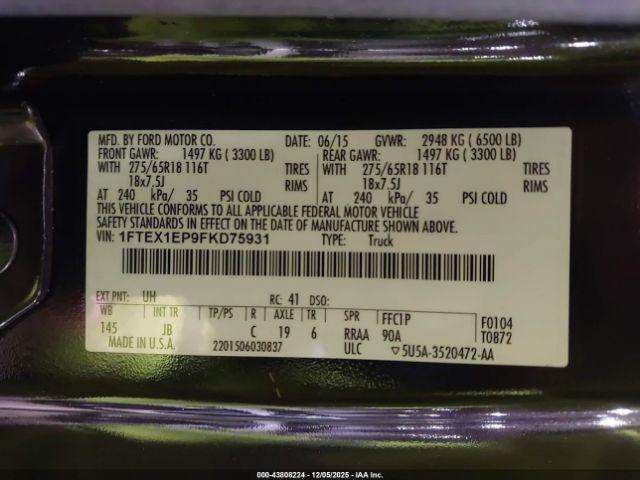 MFD. BY FORD MOTOR CO. DATE: 06/15 GVWR: 2948 KG ( 6500 LB)
FRONT GAWR: 1497 KG ( 3300 LB) REAR GAWR: 1497 KG ( 3300 LB)
WITH 275/65R18 116T TIRES WITH 275/65R18 116T TIRES
18x7.5J RIMS 18x7.5J RIMS
AT 240 kPa/ 35 PSI COLD AT 240 kPa/ 35 PSI COLD
THIS VEHICLE CONFORMS TO ALL APPLICABLE FEDERAL MOTOR VEHICLE
SAFETY STANDARDS IN EFFECT ON THE DATE OF MANUFACTURE SHOWN ABOVE.
VIN: 1FTEX1EP9FKD75931 TYPE: Truck
EXT PNT: UH RC: 41 DSO:
WB INT TR TP/PS R AXLE TR SPR FFC1P F0104
145 JB C 19 6 RRAA 90A T0872
MADE IN U.S.A. 2201506030837 ULC ▽5U5A-3520472-AA
000-43808224 - 12/05/2025 - IAA Inc.